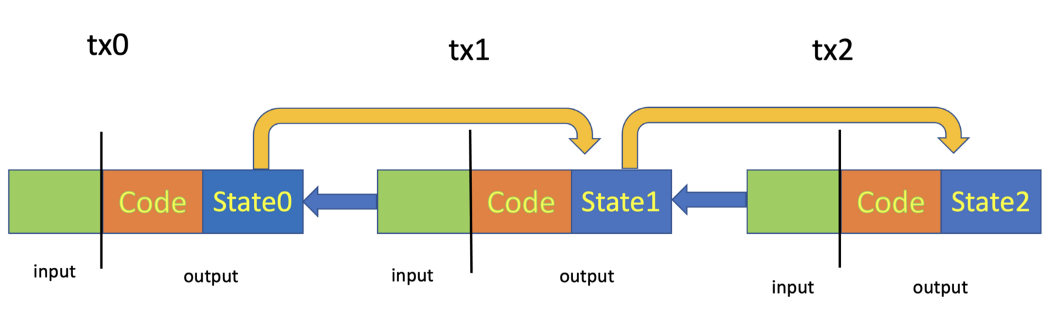 tx0
tx1
tx2
Code State0
Code State1
Code State2
input output
input output
input output